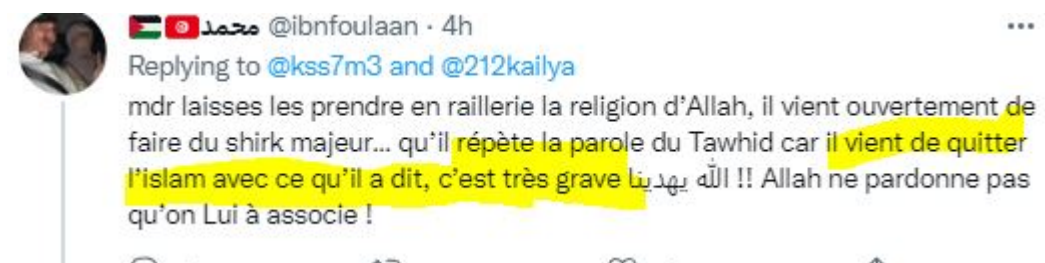 محمد @ibnfoulaan · 4h
Replying to @kss7m3 and @212kailya
mdr laisses les prendre en raillerie la religion d'Allah, il vient ouvertement de
faire du shirk majeur... qu'il répète la parole du Tawhid car il vient de quitter
l'islam avec ce qu'il a dit, c'est très grave الله يهدينا !! Allah ne pardonne pas
qu'on Lui à associe !